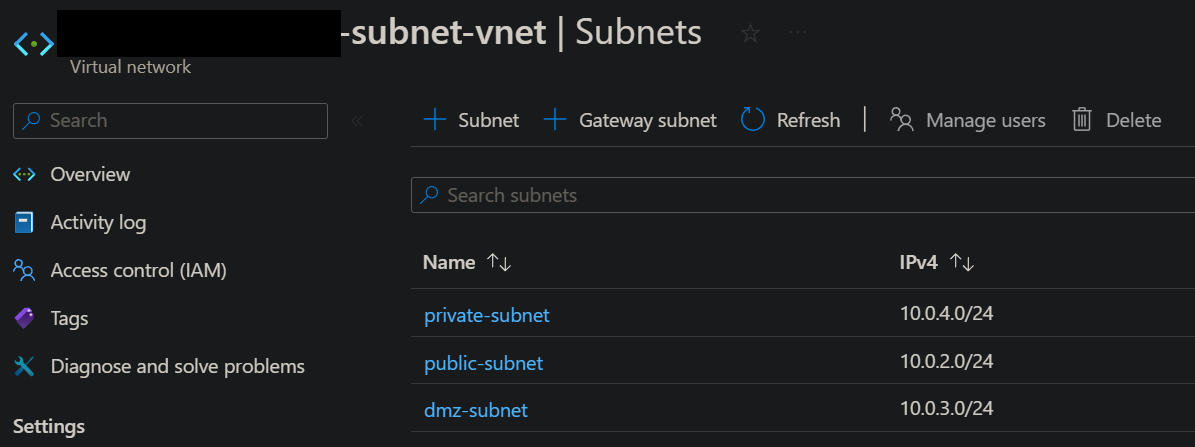 -subnet-vnet | Subnets
Virtual network
Search
Overview
Activity log
Access control (IAM)
Tags
Diagnose and solve problems
Settings
Subnet Gateway subnet Refresh Manage users Delete
Search subnets
Name IPv4
private-subnet 10.0.4.0/24
public-subnet 10.0.2.0/24
dmz-subnet 10.0.3.0/24